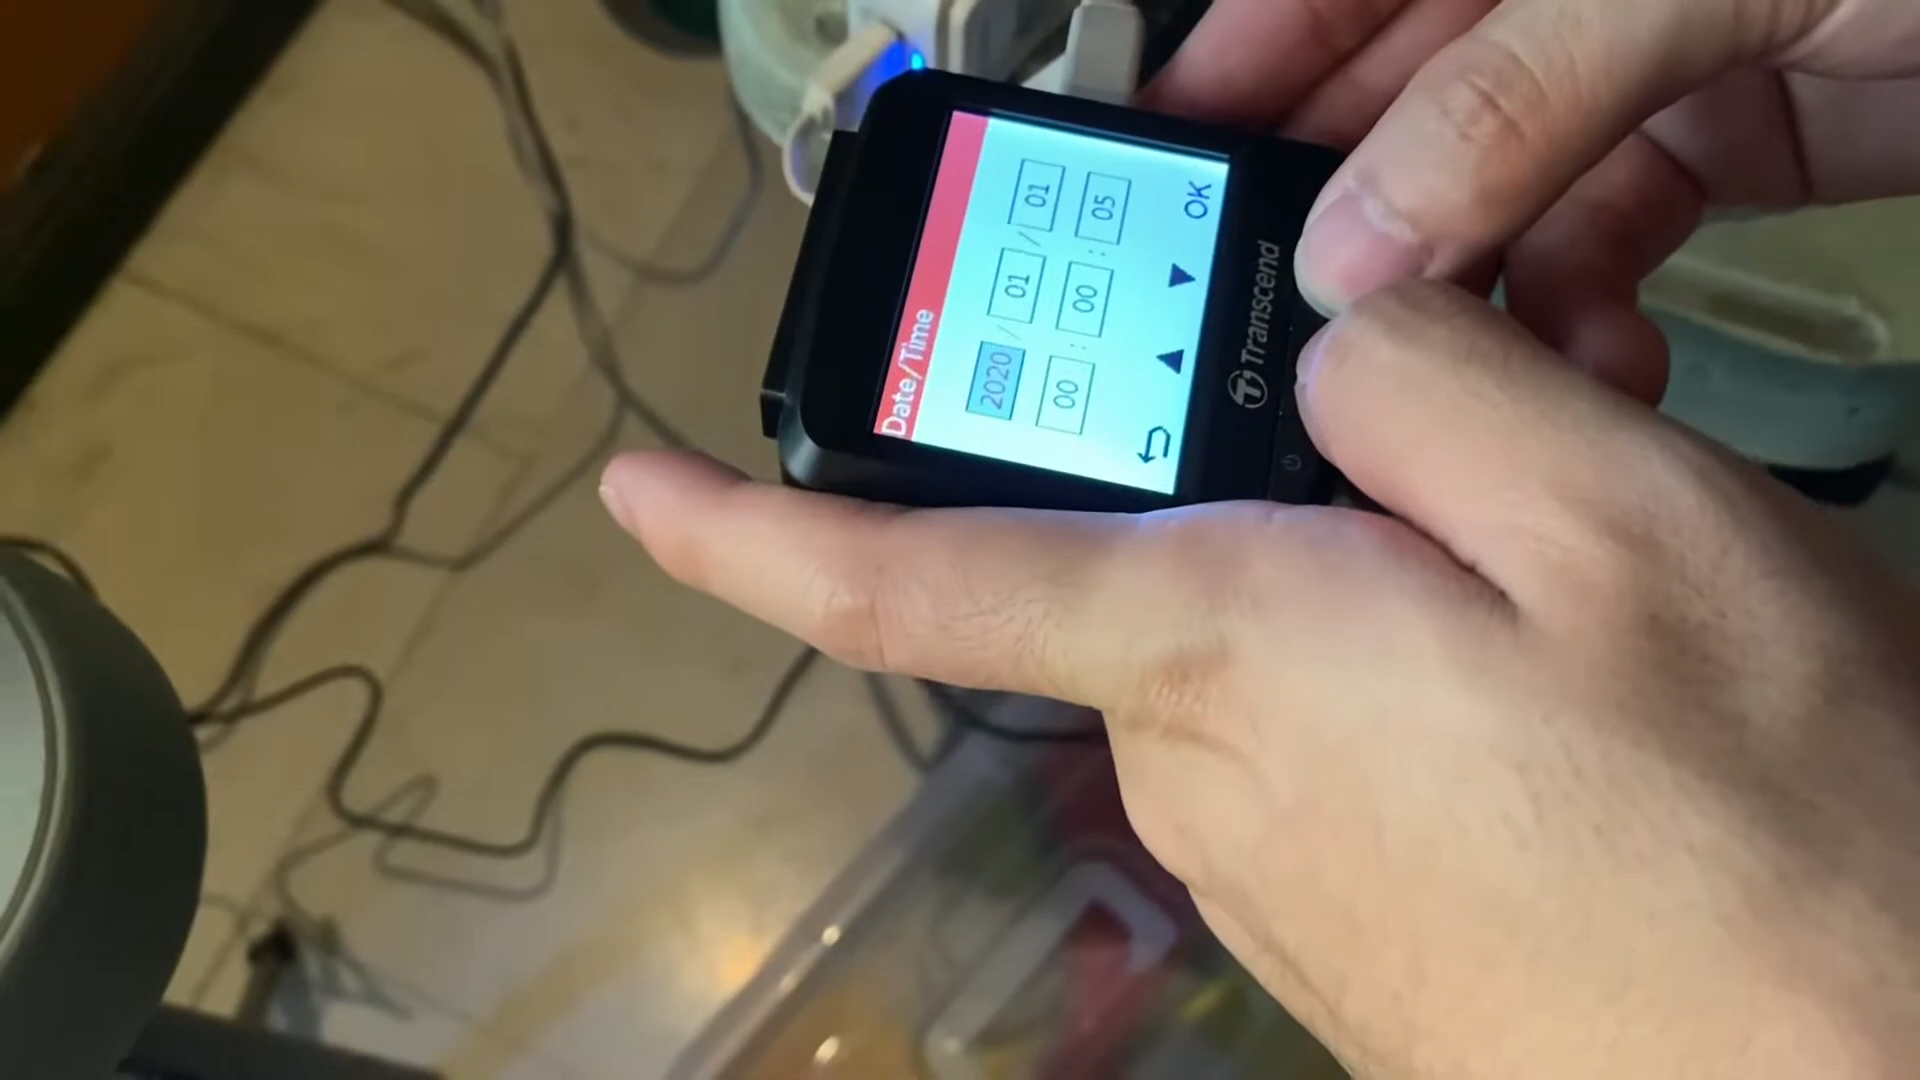 Date/Time
2020 / 01 / 01
00 : 00 : 05
OK
Transcend